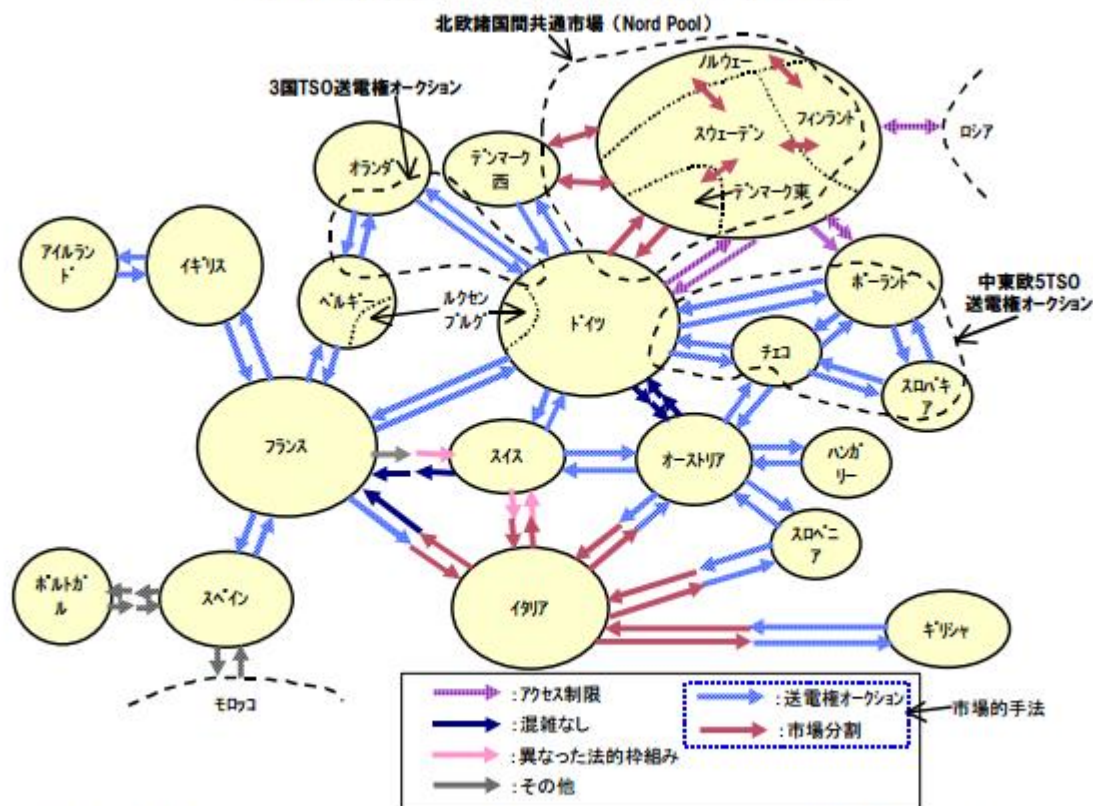 北欧諸国間共通市場（Nord Pool）
3国TSO送電権オークション
ノルウェー
フィンラント
スウェーデン
ロシア
オランダ
デンマーク
西
デンマーク東
アイルラン
ド
イギリス
ベルギー
ルクセン
ブルグ
ドイツ
ポーラント
中東欧5TSO
送電権オークション
チェコ
スロバキ
ア
フランス
スイス
オーストリア
ハンガ
リー
スロベニ
ア
ポルトガ
ル
スペイン
イタリア
ギリシャ
モロッコ
：アクセス制限
：送電権オークション
：混雑なし
：市場分割
市場的手法
：異なった法的枠組み
：その他